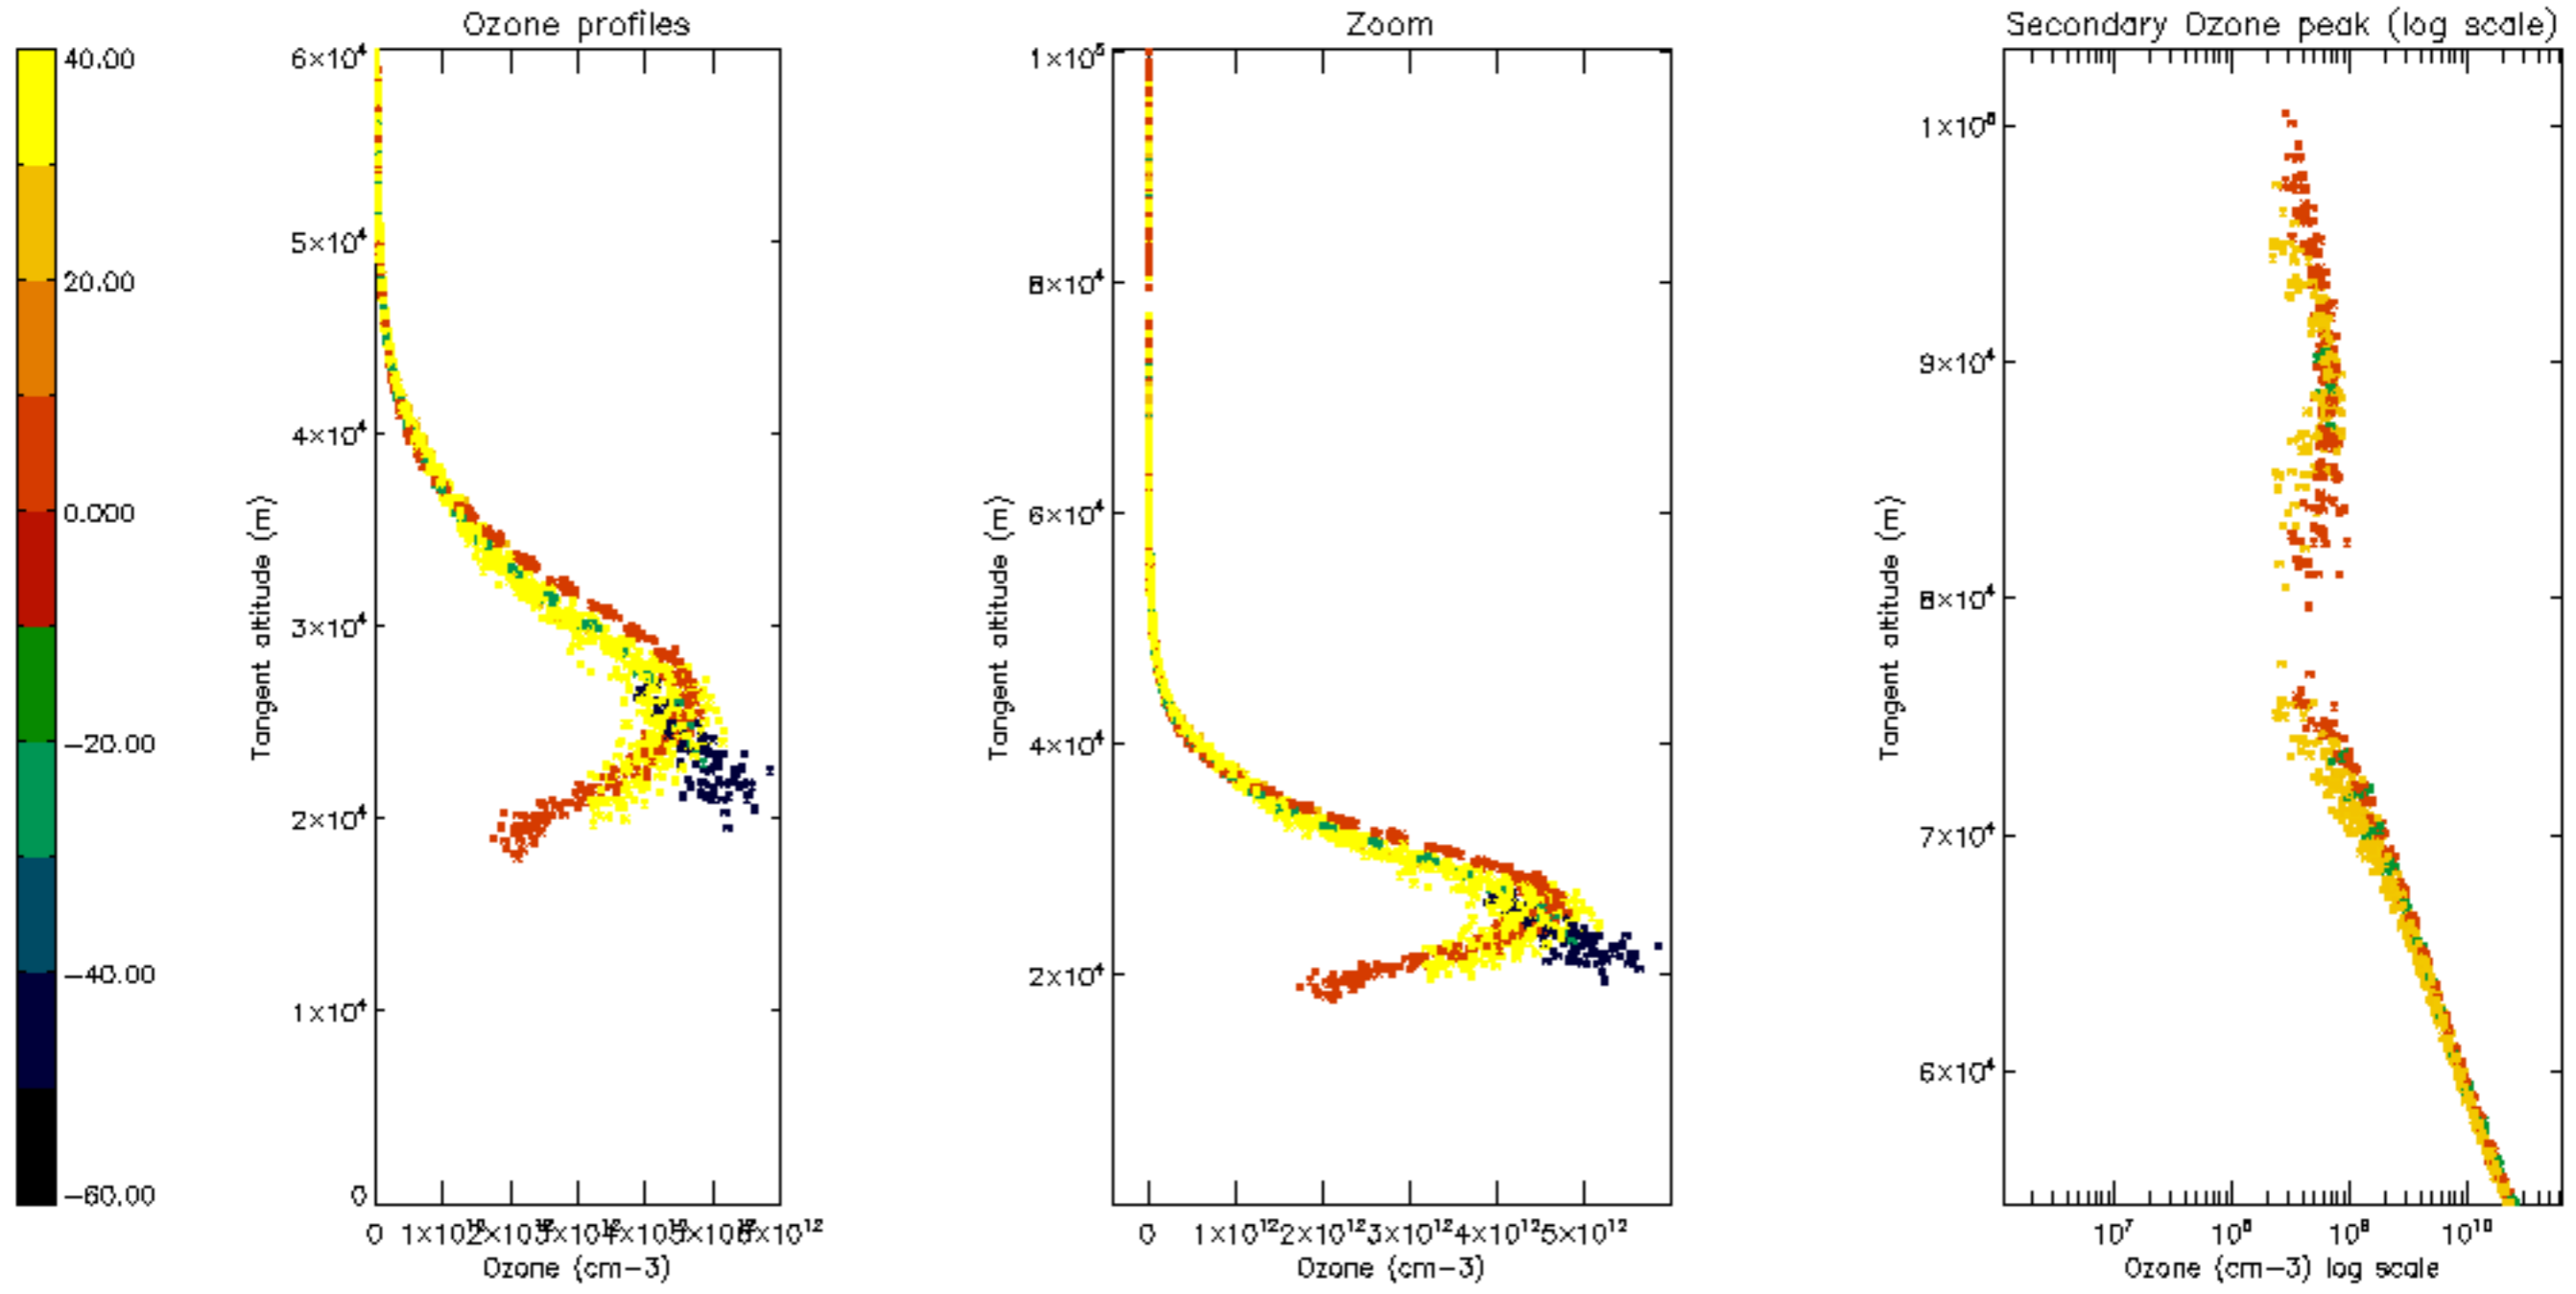 Ozone profiles
Zoom
Secondary Ozone peak (log scale)
40.00
20.00
0.000
−20.00
−40.00
−60.00
6×10⁴
5×10⁴
4×10⁴
3×10⁴
2×10⁴
1×10⁴
0
Tangent altitude (m)
0
Ozone (cm−3)
1×10⁵
8×10⁴
6×10⁴
4×10⁴
2×10⁴
Tangent altitude (m)
0 1×10¹² 2×10¹² 3×10¹² 4×10¹² 5×10¹²
Ozone (cm−3)
9×10⁴
8×10⁴
7×10⁴
6×10⁴
Tangent altitude (m)
10⁷ 10⁸ 10⁹ 10¹⁰
Ozone (cm−3) log scale